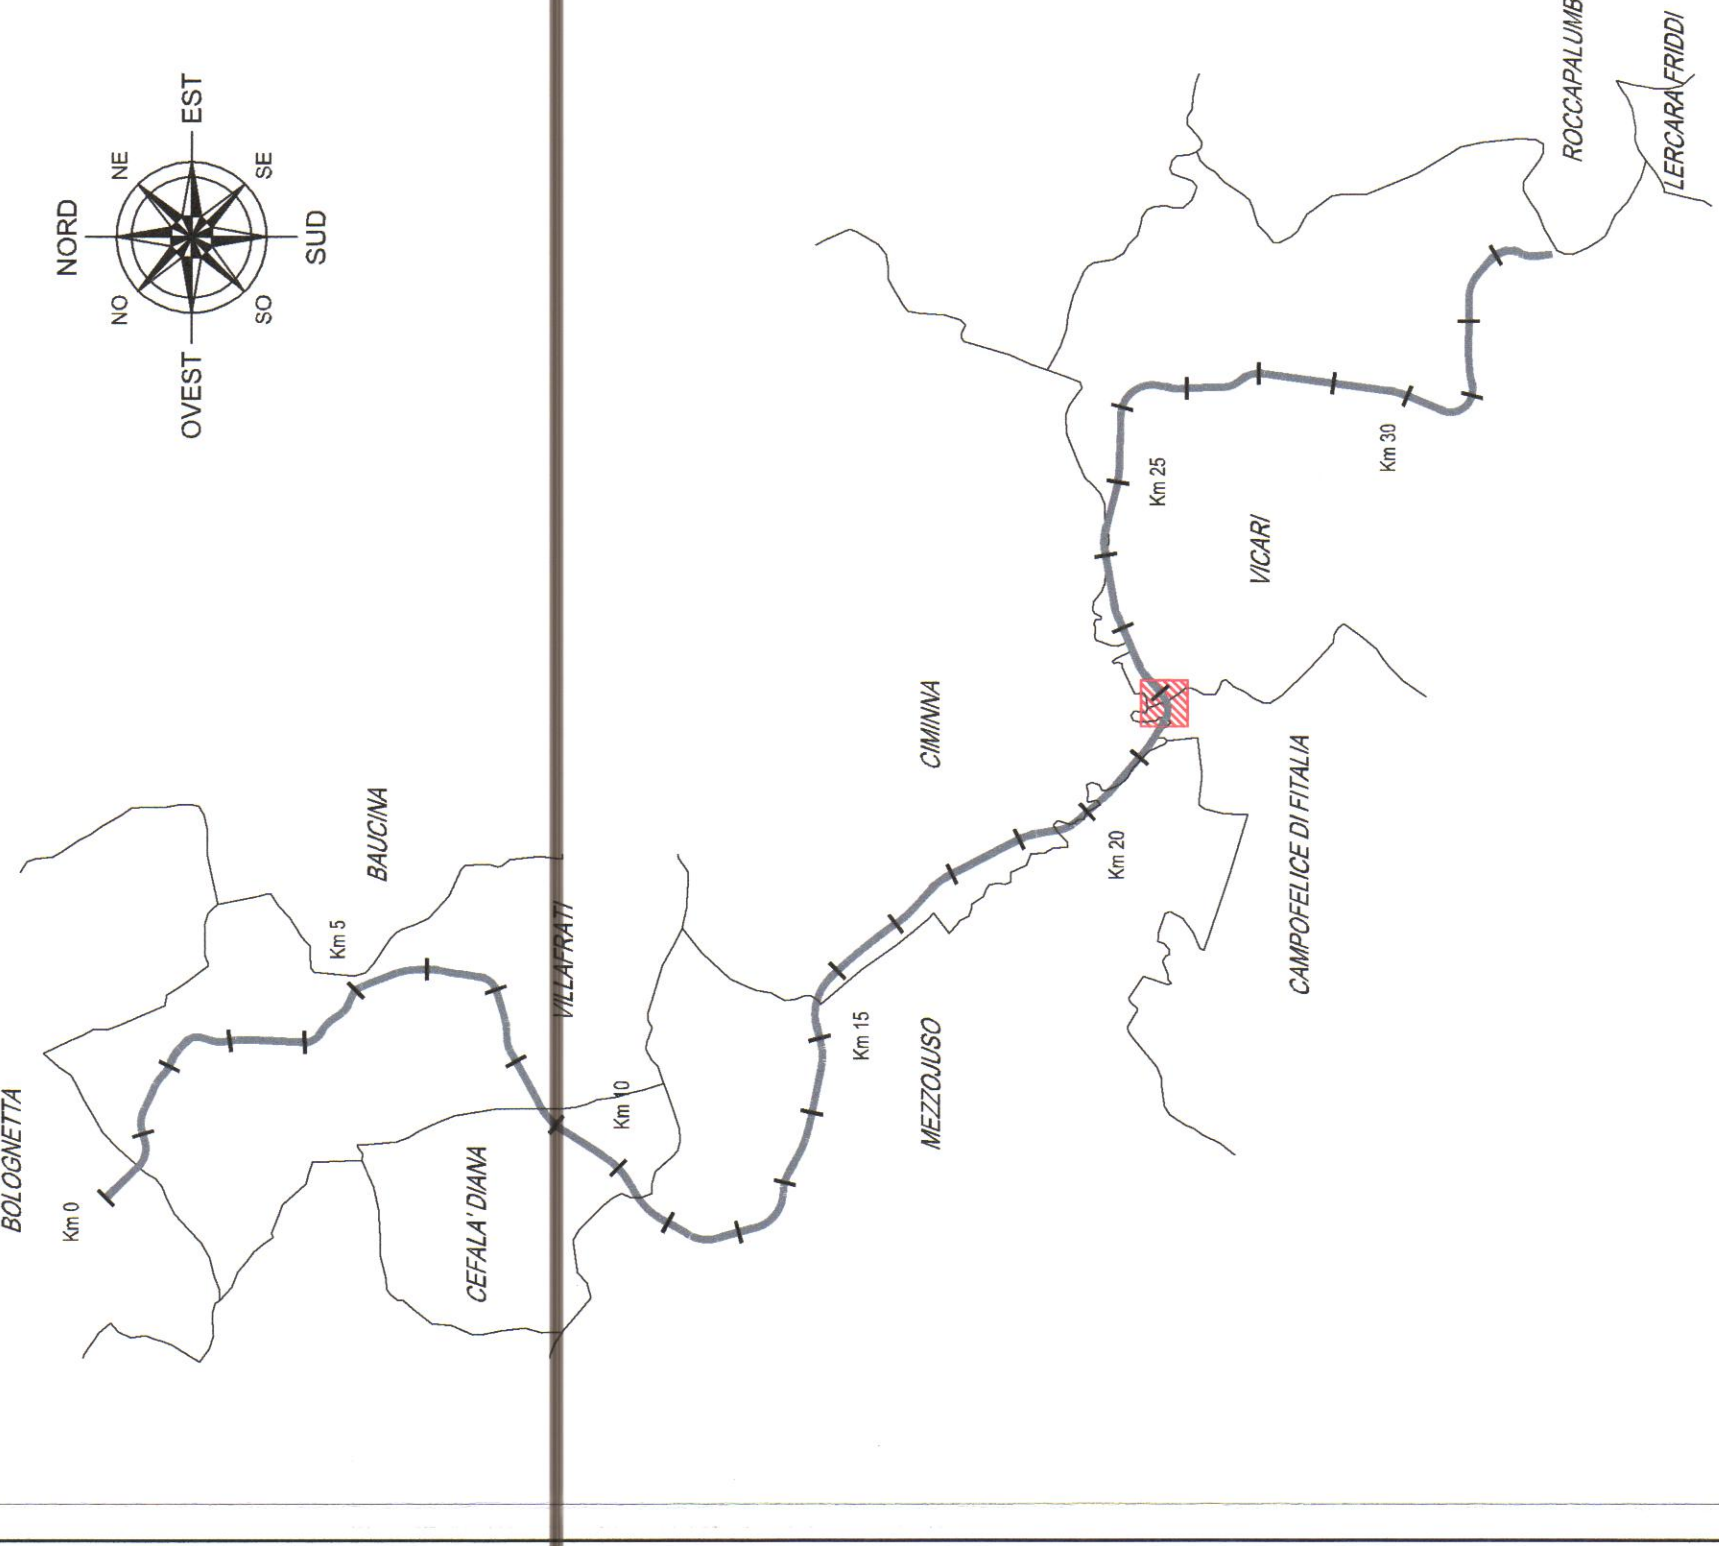 NORD
NE
EST
SE
SUD
SO
OVEST
NO
BOLOGNETTA
Km 0
BAUCINA
Km 5
VILLAFRATI
CEFALA' DIANA
Km 10
CIMINNA
MEZZOJUSO
Km 15
Km 20
CAMPOFELICE DI FITALIA
VICARI
Km 25
Km 30
ROCCAPALUMB
LERCARA FRIDDI